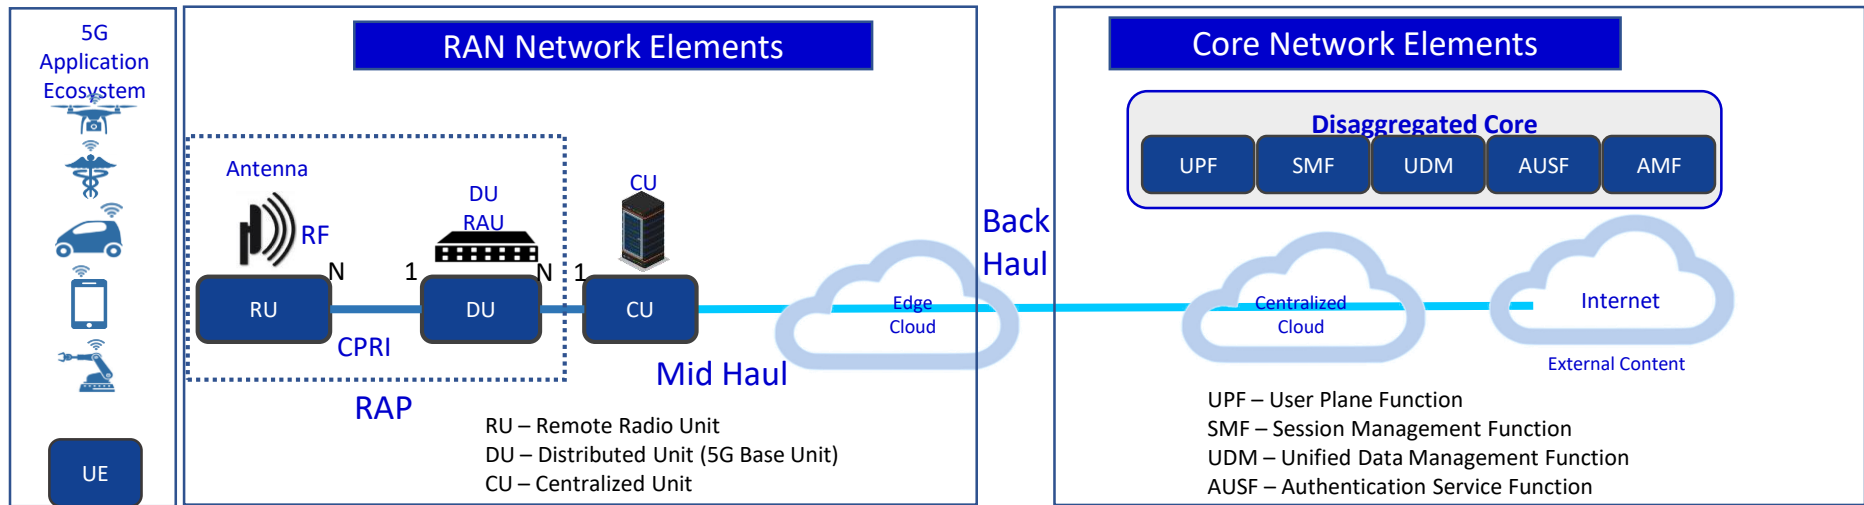 5G
Application
Ecosystem
UE
RAN Network Elements
Antenna
RF
DU
RAU
CU
N
1
N
1
RU
DU
CU
CPRI
RAP
Mid Haul
Edge
Cloud
Back
Haul
RU – Remote Radio Unit
DU – Distributed Unit (5G Base Unit)
CU – Centralized Unit
Core Network Elements
Disaggregated Core
UPF
SMF
UDM
AUSF
AMF
Centralized
Cloud
Internet
External Content
UPF – User Plane Function
SMF – Session Management Function
UDM – Unified Data Management Function
AUSF – Authentication Service Function